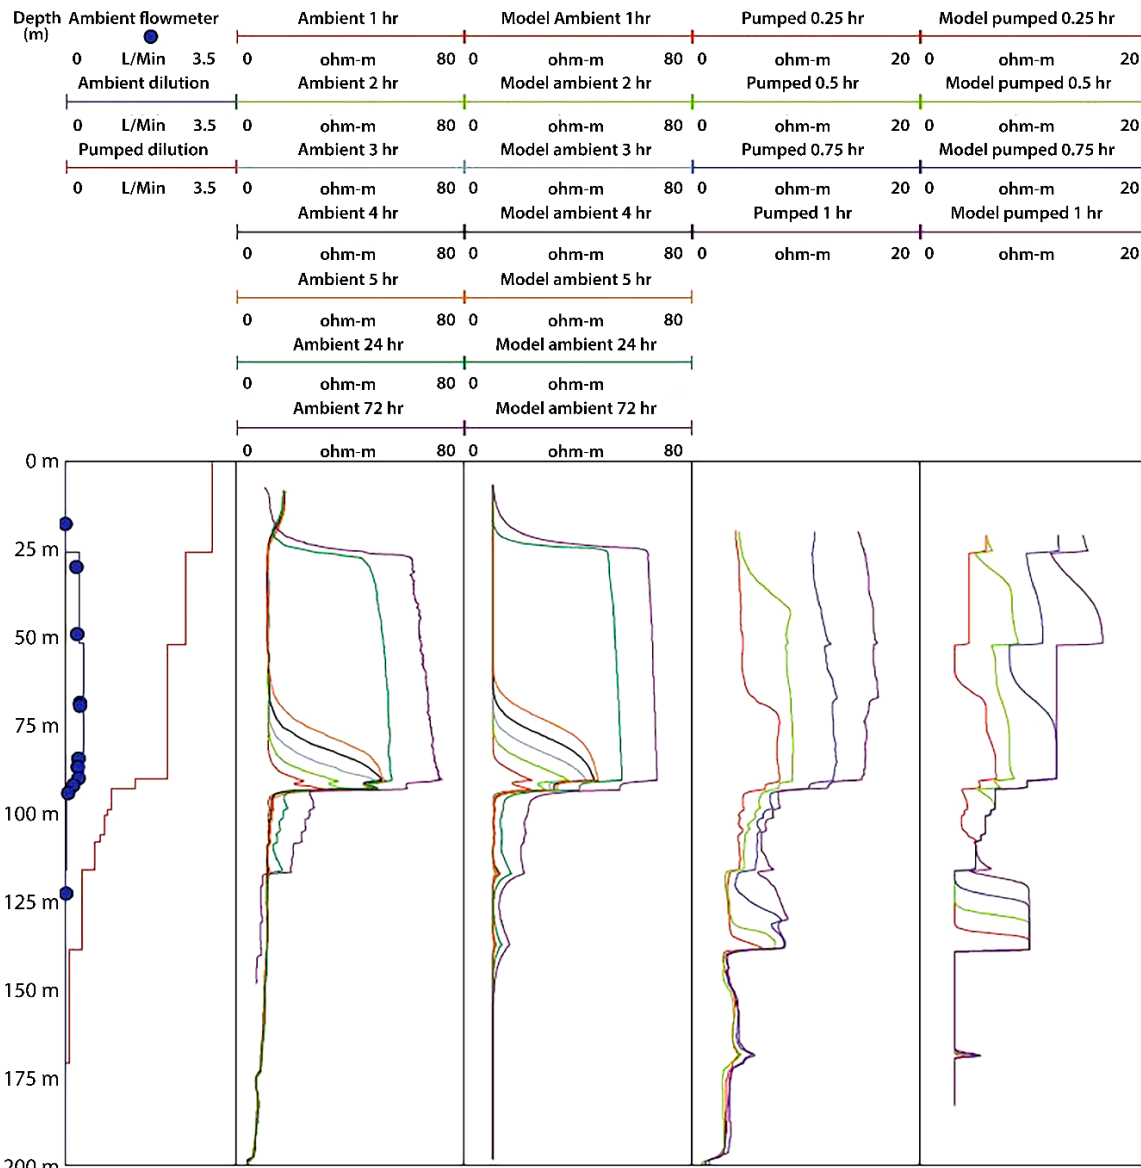 Depth Ambient flowmeter Ambient 1 hr Model Ambient 1hr Pumped 0.25 hr Model pumped 0.25 hr
(m)
0 L/Min 3.5 0 ohm-m 80 0 ohm-m 80 0 ohm-m 20 0 ohm-m 20
Ambient dilution Ambient 2 hr Model ambient 2 hr Pumped 0.5 hr Model pumped 0.5 hr
0 L/Min 3.5 0 ohm-m 80 0 ohm-m 80 0 ohm-m 20 0 ohm-m 20
Pumped dilution Ambient 3 hr Model ambient 3 hr Pumped 0.75 hr Model pumped 0.75 hr
0 L/Min 3.5 0 ohm-m 80 0 ohm-m 80 0 ohm-m 20 0 ohm-m 20
Ambient 4 hr Model ambient 4 hr Pumped 1 hr Model pumped 1 hr
0 ohm-m 80 0 ohm-m 80 0 ohm-m 20 0 ohm-m 20
Ambient 5 hr Model ambient 5 hr
0 ohm-m 80 0 ohm-m 80
Ambient 24 hr Model ambient 24 hr
0 ohm-m 80 0 ohm-m 80
Ambient 72 hr Model ambient 72 hr
0 ohm-m 80 0 ohm-m 80
0 m
25 m
50 m
75 m
100 m
125 m
150 m
175 m
200 m